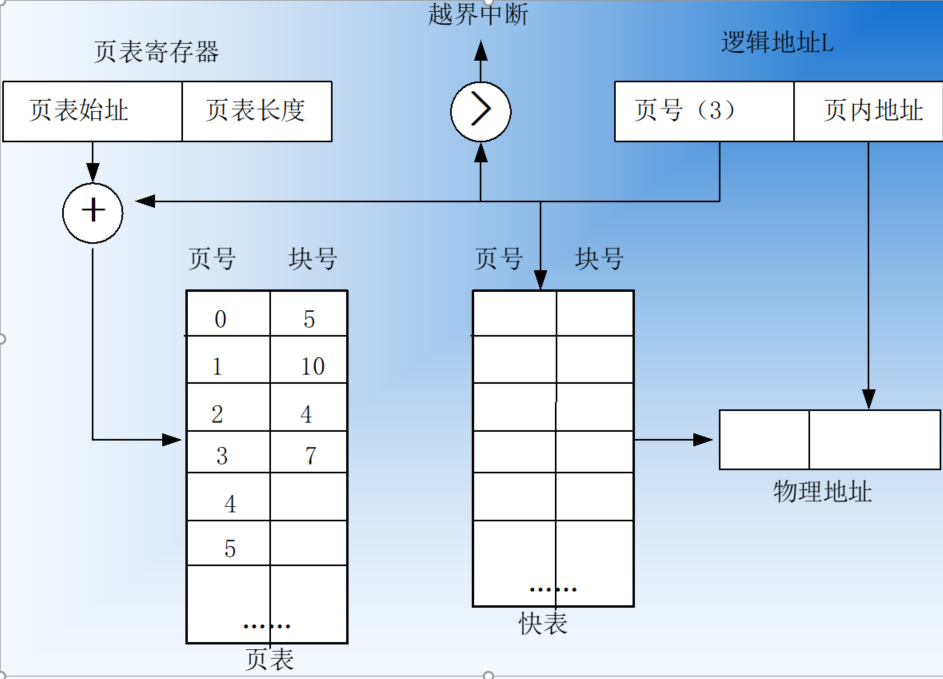 越界中断
页表寄存器
逻辑地址L
页表始址 页表长度
>
页号（3） 页内地址
+
页号 块号
页号 块号
0 5
1 10
2 4
3 7
4
5
……
页表
……
快表
物理地址